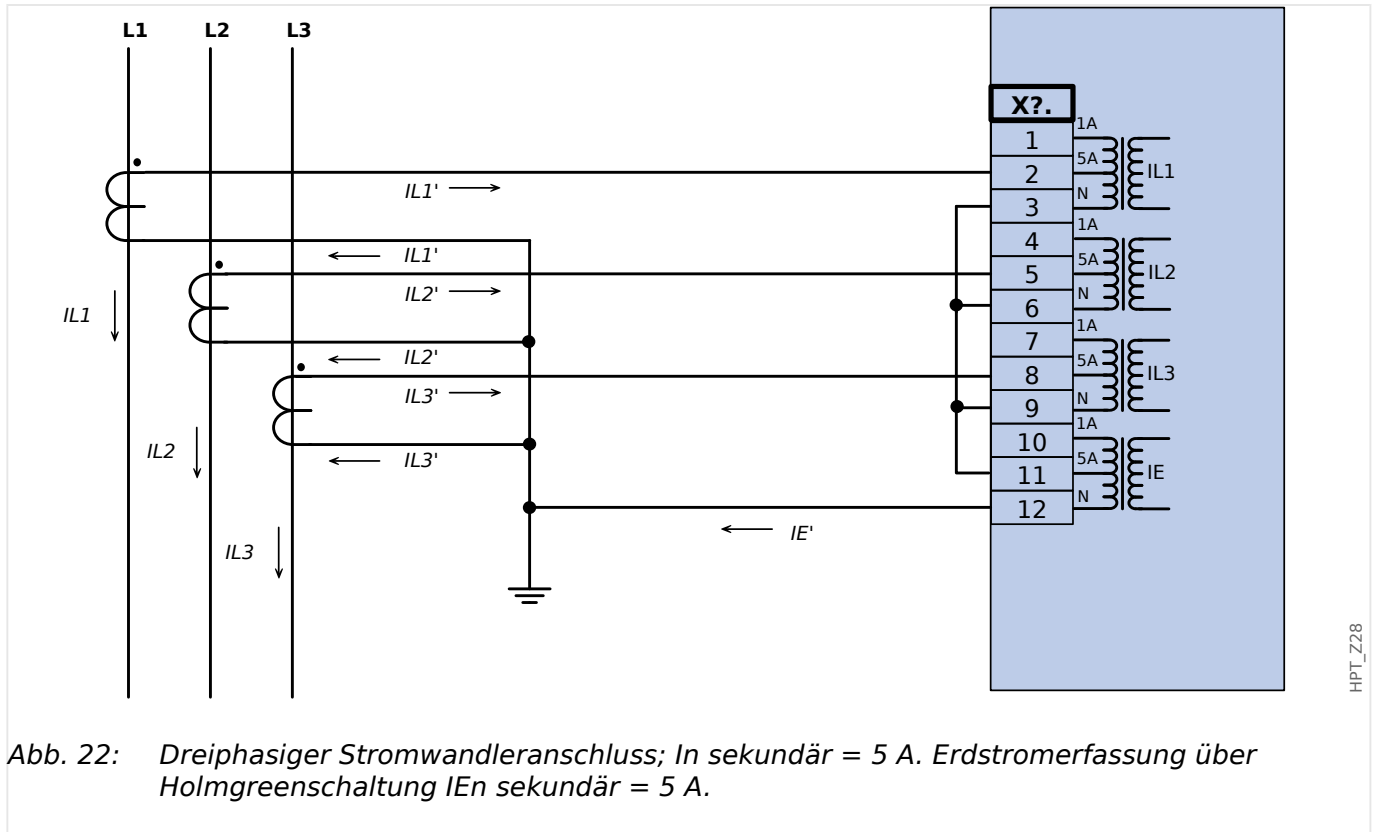 L1 L2 L3
X?.
1A
1
5A
2
IL1
IL1'
N
3
1A
4
IL1'
5A
5
IL2
IL2'
N
6
IL1
1A
7
IL2'
5A
8
IL3
IL3'
N
9
1A
10
IL2
IL3'
5A
11
IE
N
12
IE'
IL3
HPT_Z28
Abb. 22: Dreiphasiger Stromwandleranschluss; In sekundär = 5 A. Erdstromerfassung über
Holmgreenschaltung IEn sekundär = 5 A.